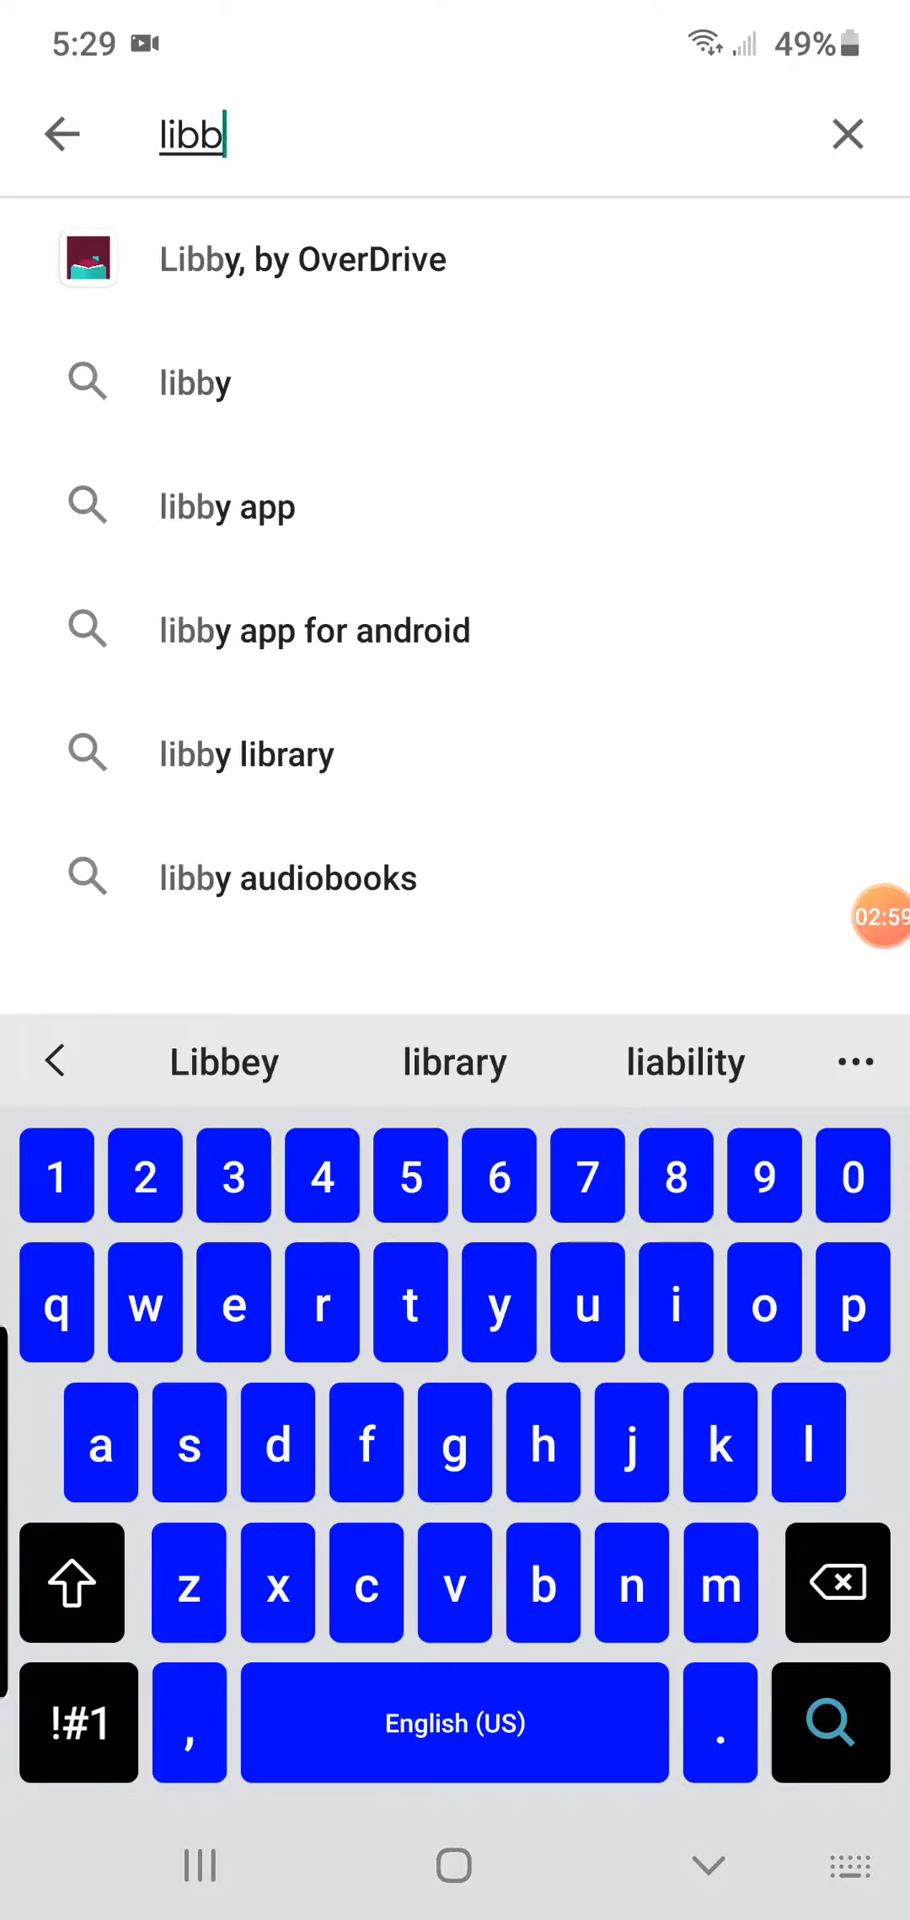 5:29 49%
libb
Libby, by OverDrive
libby
libby app
libby app for android
libby library
libby audiobooks
02:59
Libbey library liability
1 2 3 4 5 6 7 8 9 0
q w e r t y u i o p
a s d f g h j k l
z x c v b n m
!#1 , English (US) .